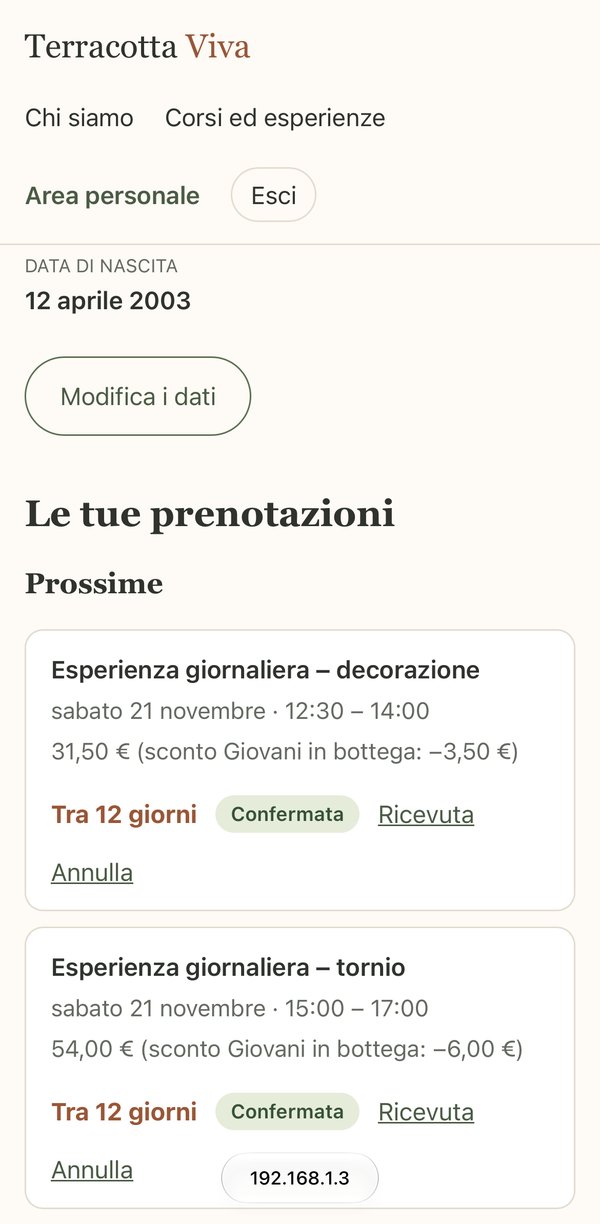 Terracotta Viva
Chi siamo Corsi ed esperienze
Area personale Esci
DATA DI NASCITA
12 aprile 2003
Modifica i dati
Le tue prenotazioni
Prossime
Esperienza giornaliera – decorazione
sabato 21 novembre · 12:30 – 14:00
31,50 € (sconto Giovani in bottega: −3,50 €)
Tra 12 giorni Confermata Ricevuta
Annulla
Esperienza giornaliera – tornio
sabato 21 novembre · 15:00 – 17:00
54,00 € (sconto Giovani in bottega: −6,00 €)
Tra 12 giorni Confermata Ricevuta
Annulla
192.168.1.3